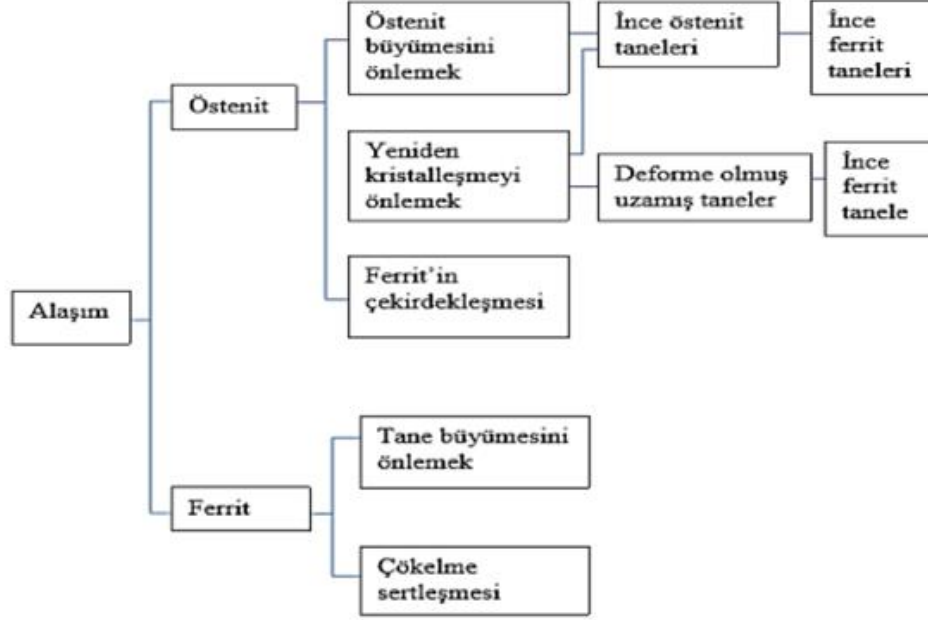 Östenit
büyümesini
önlemek
İnce östenit
taneleri
İnce
ferrit
taneleri
Östenit
Yeniden
kristalleşmeyi
önlemek
Deforme olmuş
uzamış taneler
İnce
ferrit
tanele
Ferrit'in
çekirdekleşmesi
Alaşım
Tane büyümesini
önlemek
Ferrit
Çökelme
sertleşmesi